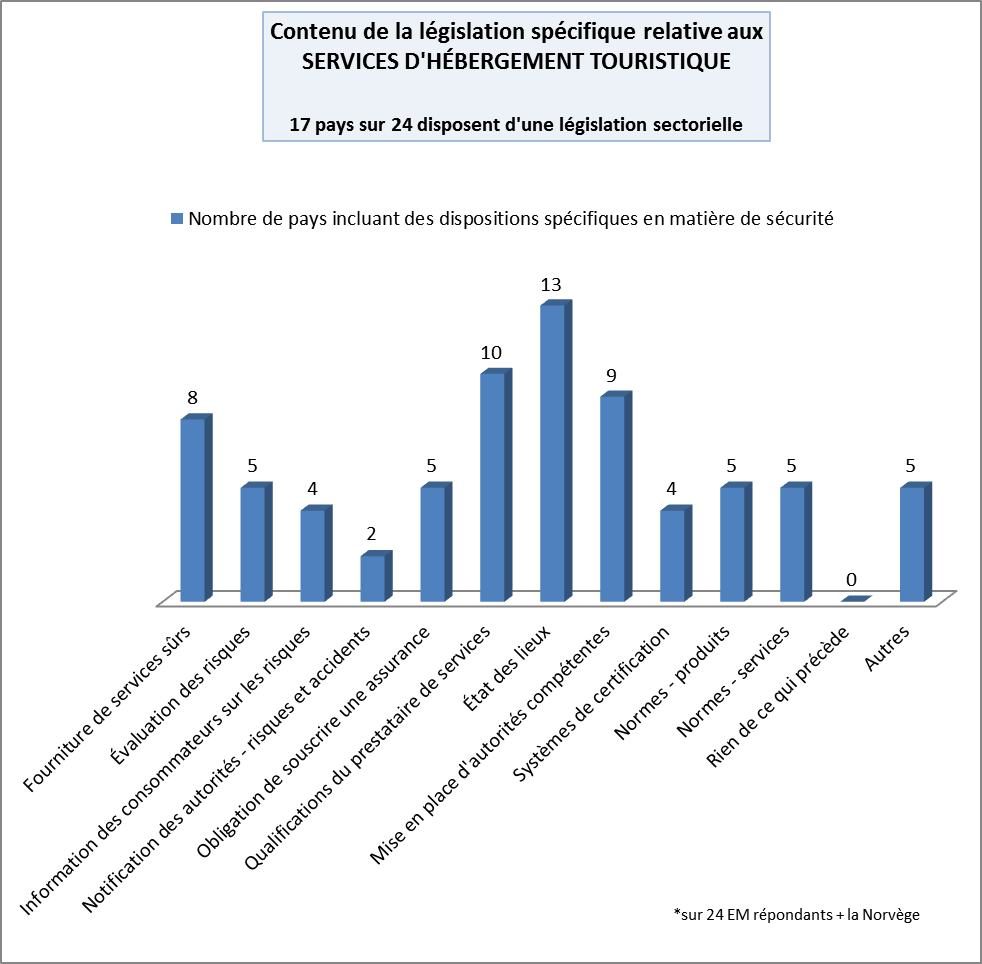 Contenu de la législation spécifique relative aux
SERVICES D'HÉBERGEMENT TOURISTIQUE
17 pays sur 24 disposent d'une législation sectorielle
Nombre de pays incluant des dispositions spécifiques en matière de sécurité
8
5
4
2
5
10
13
9
4
5
5
0
5
Fourniture de services sûrs
Évaluation des risques
Information des consommateurs sur les risques
Notification des autorités - risques et accidents
Obligation de souscrire une assurance
Qualifications du prestataire de services
État des lieux
Mise en place d'autorités compétentes
Systèmes de certification
Normes - produits
Normes - services
Rien de ce qui précède
Autres
*sur 24 EM répondants + la Norvège